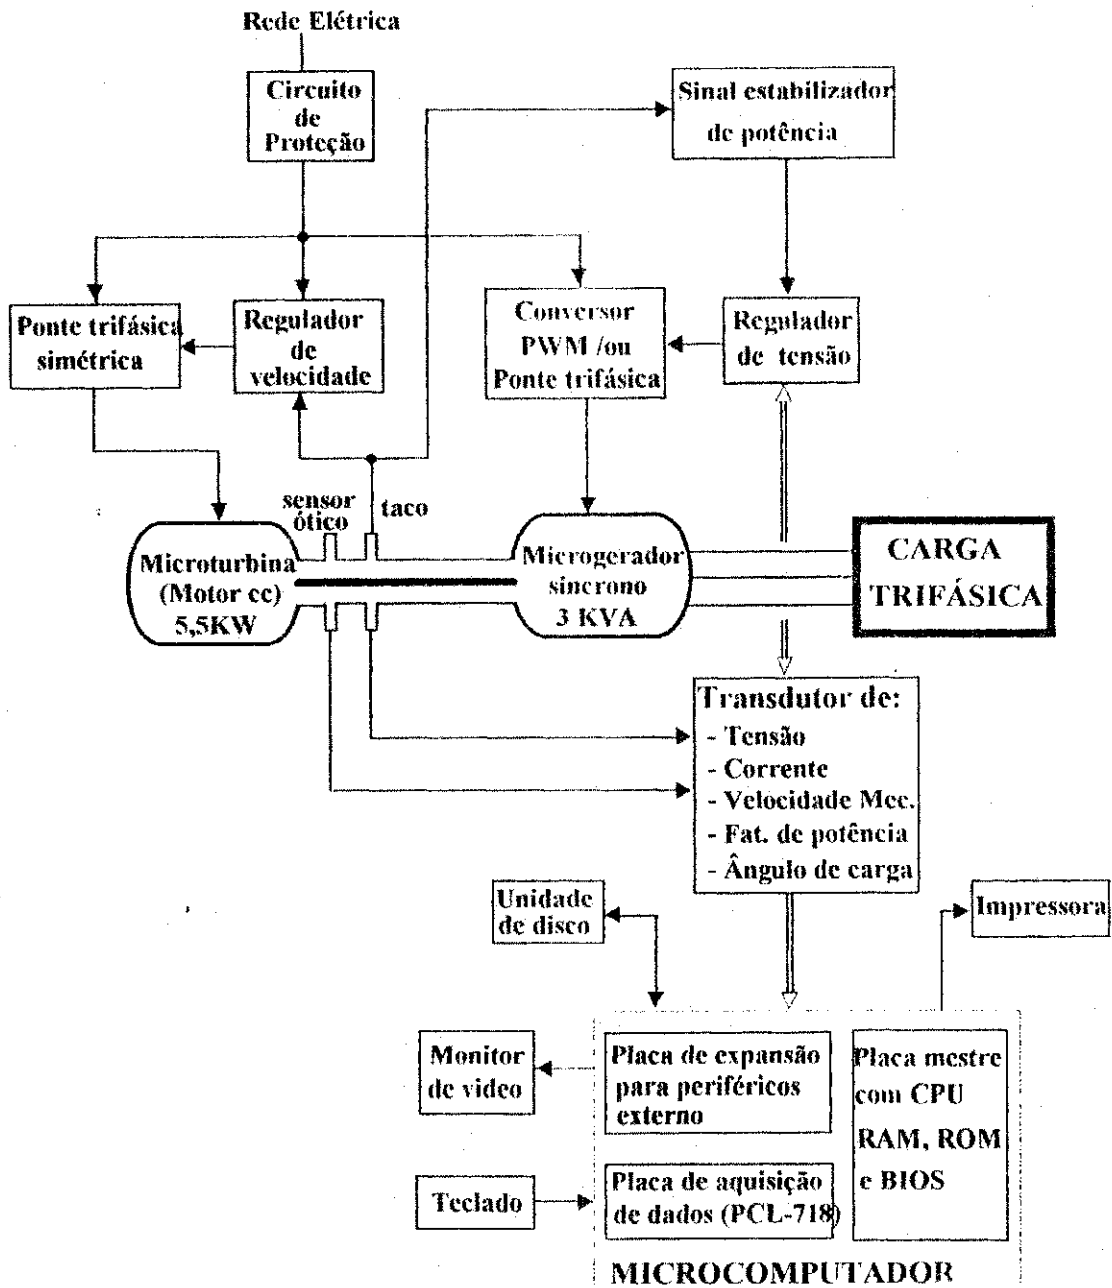 Rede Elétrica
Circuito
de
Proteção
Sinal estabilizador
de potência
Ponte trifásica
simétrica
Regulador
de
velocidade
Conversor
PWM /ou
Ponte trifásica
Regulador
de tensão
sensor
ótico
taco
Microturbina
(Motor cc)
5,5KW
Microgerador
síncrono
3 KVA
CARGA
TRIFÁSICA
Transdutor de:
- Tensão
- Corrente
- Velocidade Mec.
- Fat. de potência
- Ângulo de carga
Unidade
de disco
Impressora
Monitor
de video
Placa de expansão
para periféricos
externo
Placa mestre
com CPU
RAM, ROM
e BIOS
Teclado
Placa de aquisição
de dados (PCL-718)
MICROCOMPUTADOR